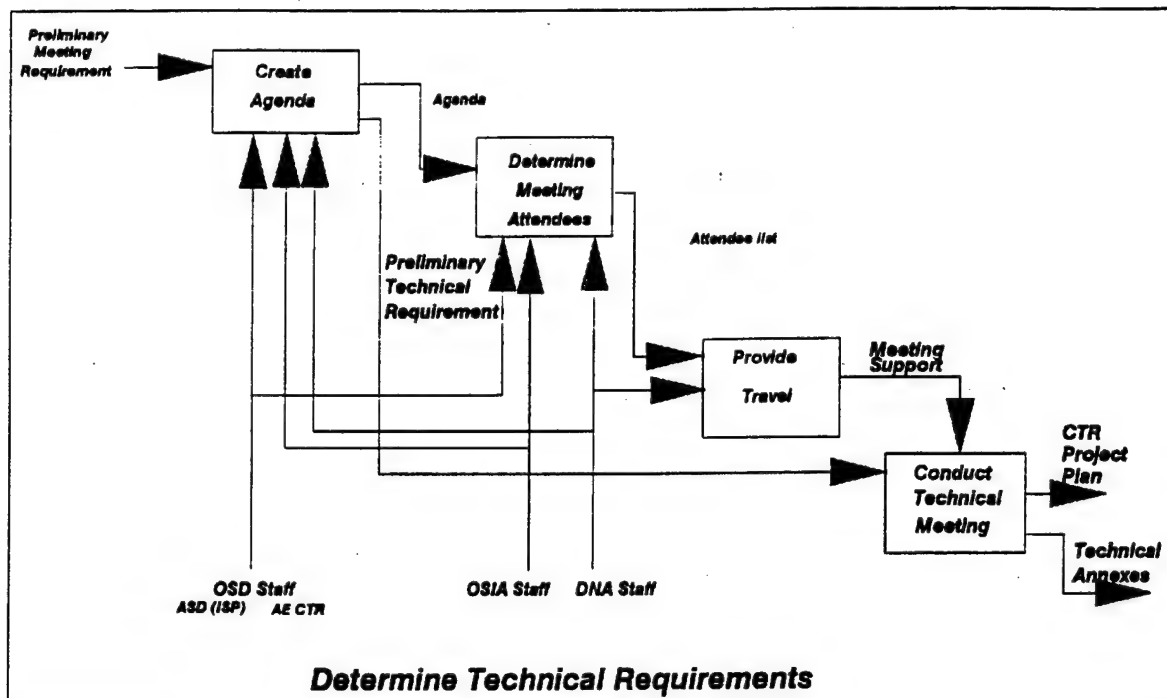 Preliminary
Meeting
Requirement
Create
Agenda
Agenda
Determine
Meeting
Attendees
Attendee list
Preliminary
Technical
Requirement
Provide
Travel
Meeting
Support
Conduct
Technical
Meeting
CTR
Project
Plan
Technical
Annexes
OSD Staff
ASD (ISP) AE CTR
OSIA Staff
DNA Staff
Determine Technical Requirements